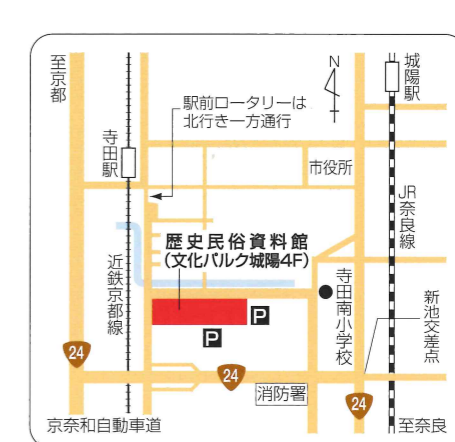 至京都
N
城陽駅
駅前ロータリーは
北行き一方通行
寺田駅
市役所
JR奈良線
歴史民俗資料館
(文化パルク城陽4F)
近鉄京都線
寺田南小学校
新池交差点
P
P
24
24
24
消防署
京奈和自動車道
至奈良